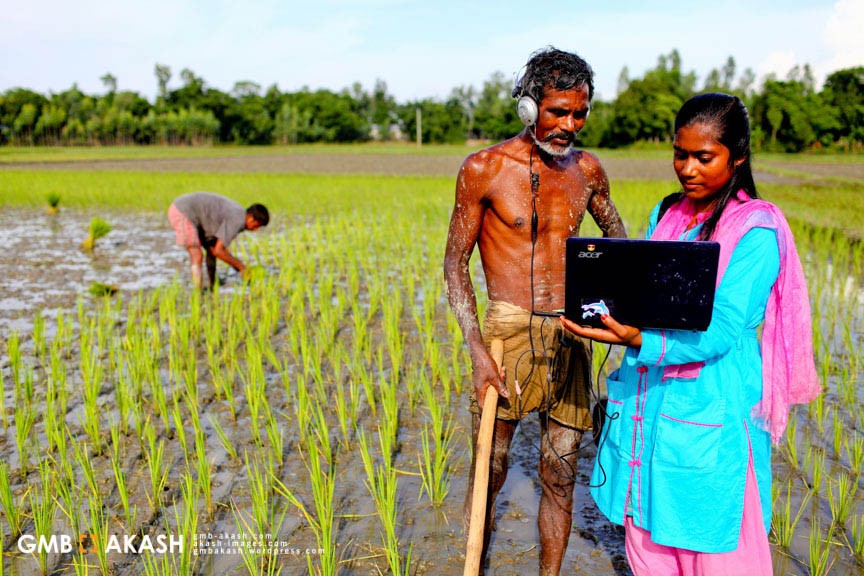 acer
GMB AKASH
gmb-akash.com
akash-images.com
gmbakash.wordpress.com